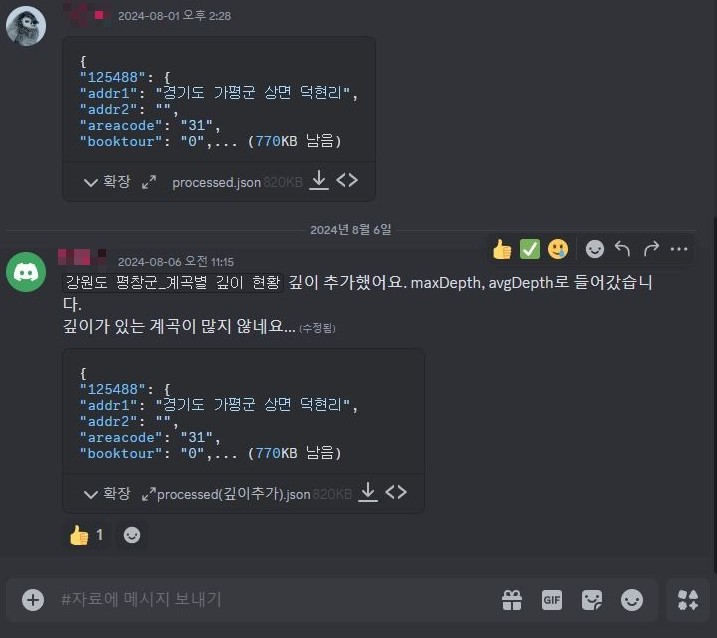 2024-08-01 오후 2:28
{
"125488": {
"addr1": "경기도 가평군 상면 덕현리",
"addr2": "",
"areacode": "31",
"booktour": "0",... (770KB 남음)
확장 processed.json 820KB
2024년 8월 6일
2024-08-06 오전 11:15
강원도 평창군_계곡별 깊이 현황 깊이 추가했어요. maxDepth, avgDepth로 들어갔습니
다.
깊이가 있는 계곡이 많지 않네요... (수정됨)
{
"125488": {
"addr1": "경기도 가평군 상면 덕현리",
"addr2": "",
"areacode": "31",
"booktour": "0",... (770KB 남음)
확장 processed(깊이추가).json 820KB
1
#자료에 메시지 보내기
GIF